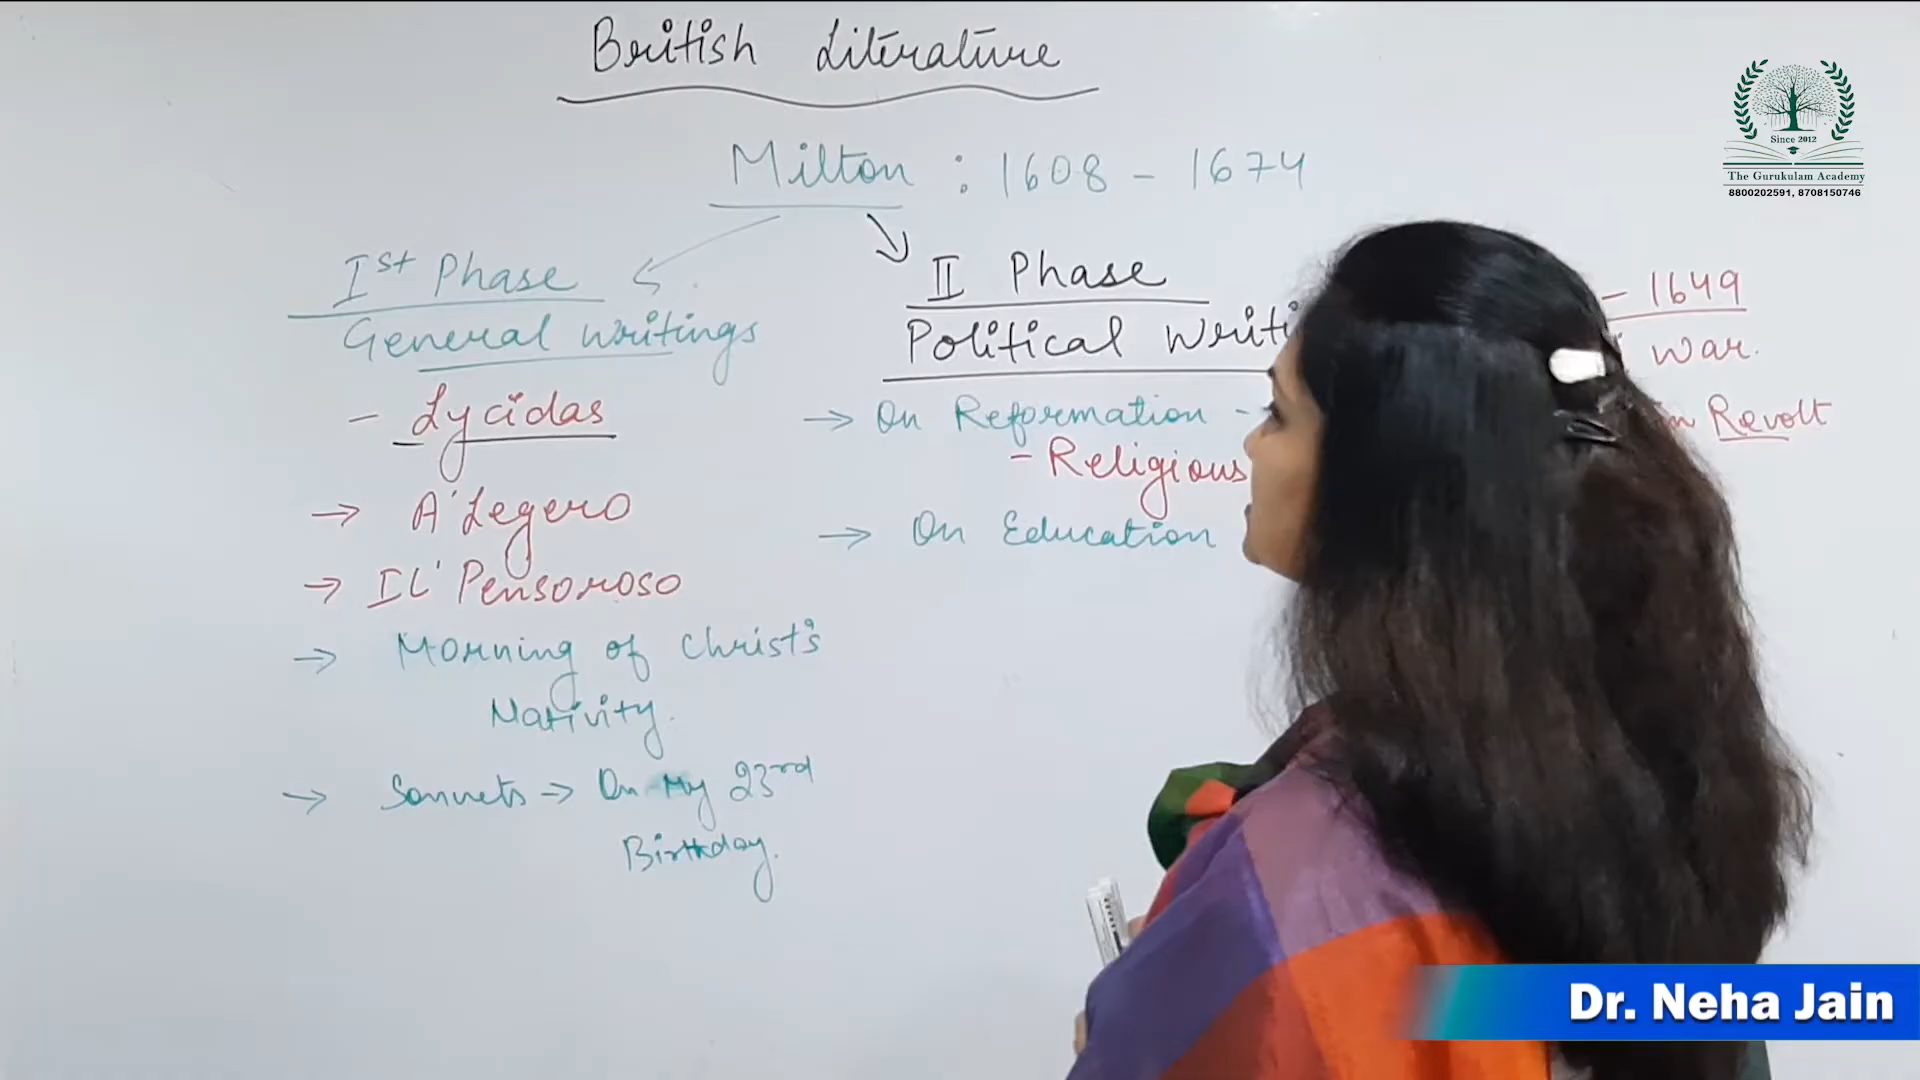 British Literature
Milton : 1608 - 1674
Since 2012
The Gurukulam Academy
8800202591, 8708150746
Ist Phase
General Writings
- Lycidas
→ A'Legero
→ IL' Pensoroso
→ Morning of Christ's
Nativity.
→ Sonnets → On My 23rd
Birthday.
II Phase
Political Writi
→ On Reformation -
- Religious
→ On Education
- 1649
War.
Revolt
Dr. Neha Jain